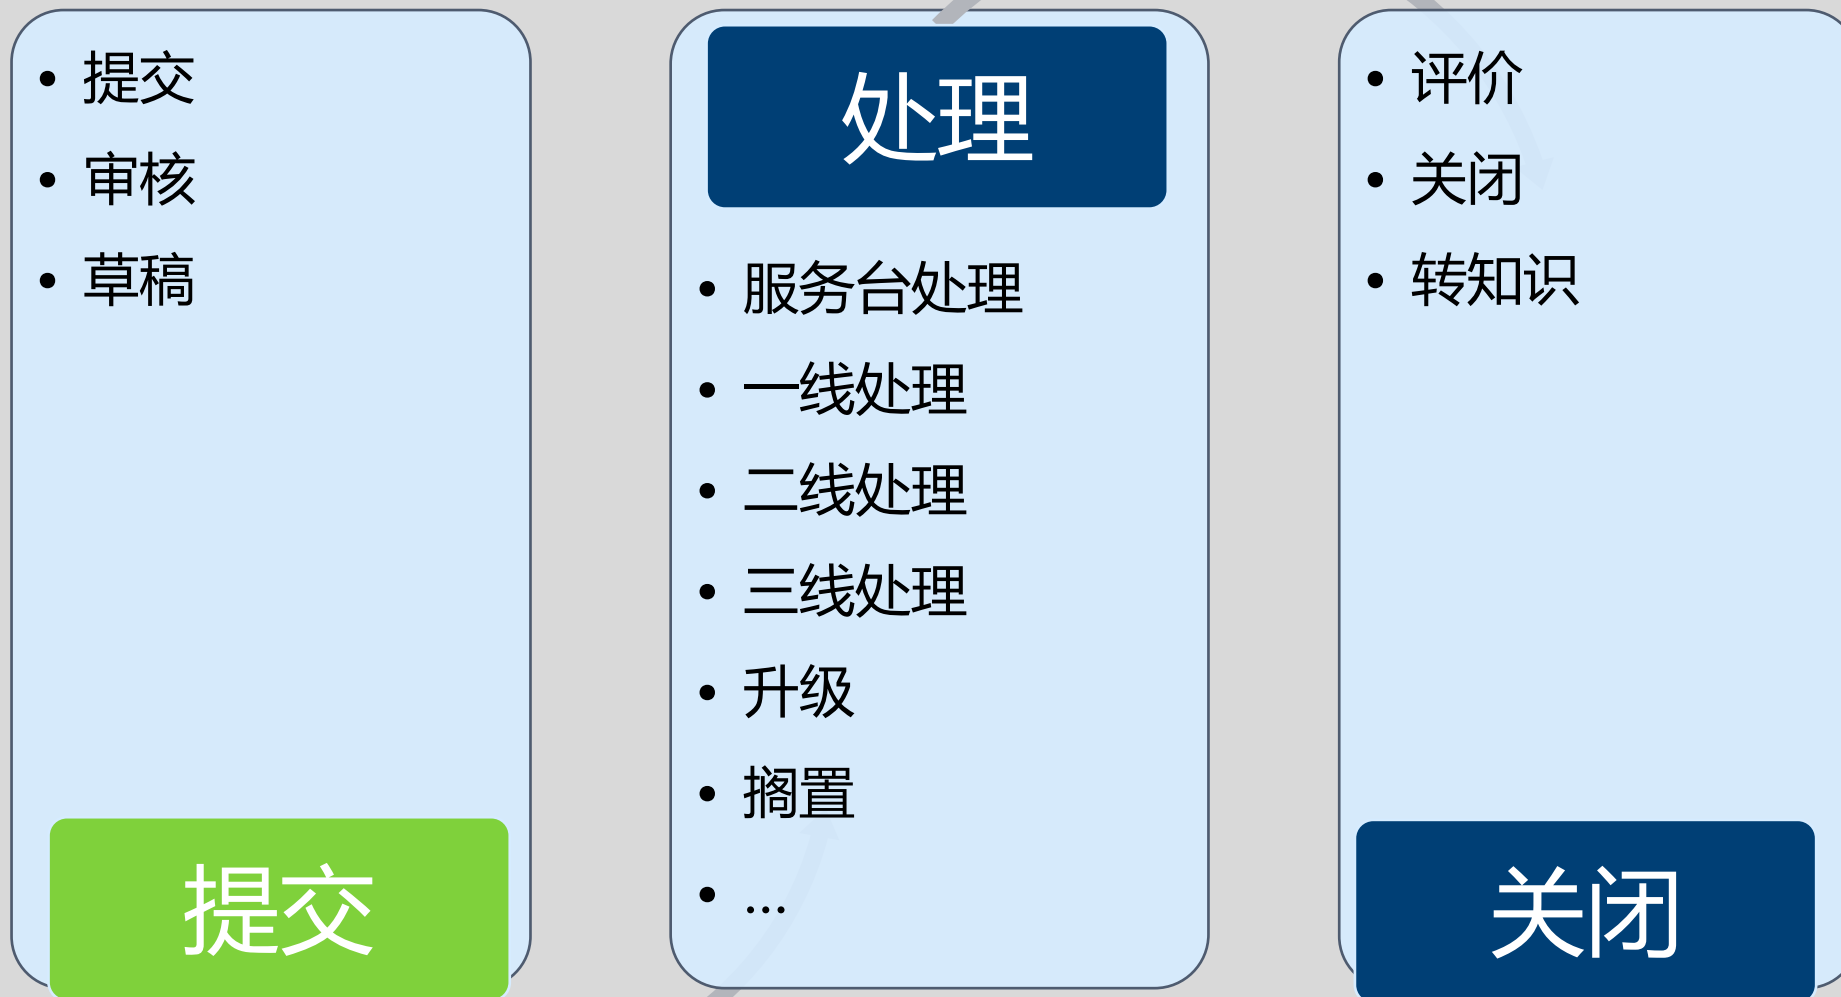 提交
审核
草稿
提交
处理
服务台处理
一线处理
二线处理
三线处理
升级
搁置
...
评价
关闭
转知识
关闭